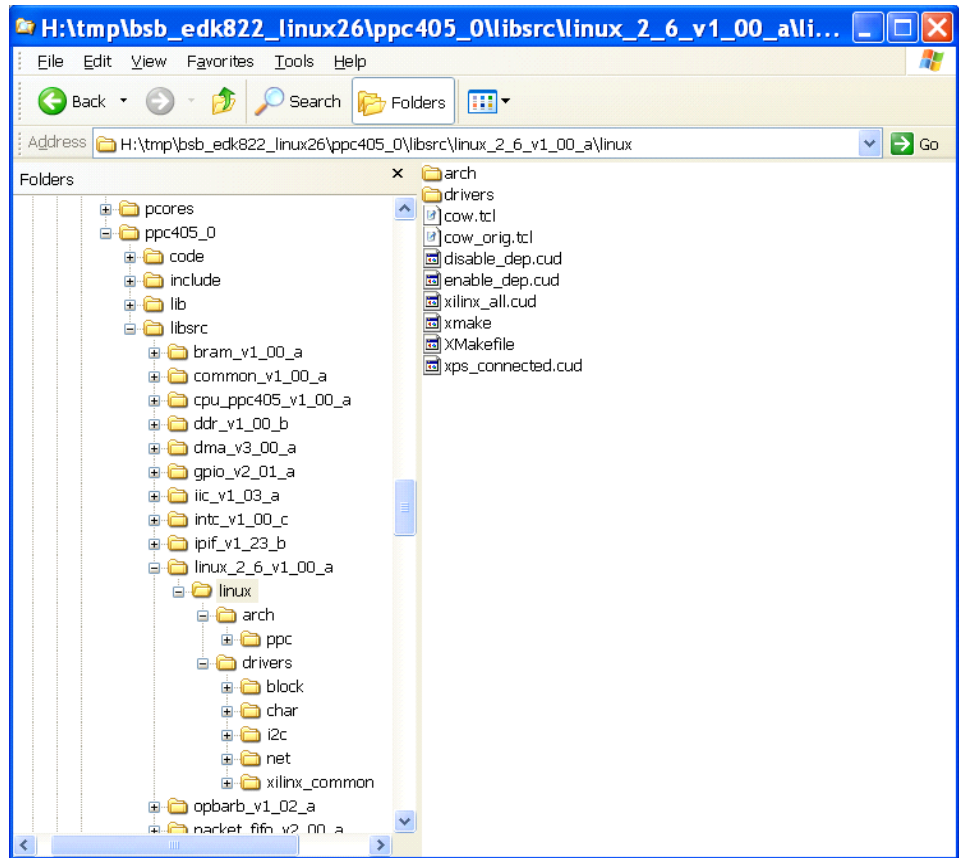 H:\tmp\bsb_edk822_linux26\ppc405_0\libsrc\linux_2_6_v1_00_a\li...
File Edit View Favorites Tools Help
Back Search Folders
Address H:\tmp\bsb_edk822_linux26\ppc405_0\libsrc\linux_2_6_v1_00_a\linux Go
Folders
pcores
ppc405_0
code
include
lib
libsrc
bram_v1_00_a
common_v1_00_a
cpu_ppc405_v1_00_a
ddr_v1_00_b
dma_v3_00_a
gpio_v2_01_a
iic_v1_03_a
intc_v1_00_c
ipif_v1_23_b
linux_2_6_v1_00_a
linux
arch
ppc
drivers
block
char
i2c
net
xilinx_common
opbarb_v1_02_a
packet_fifo_v2_00_a
arch
drivers
cow.tcl
cow_orig.tcl
disable_dep.cud
enable_dep.cud
xilinx_all.cud
xmake
XMakefile
xps_connected.cud